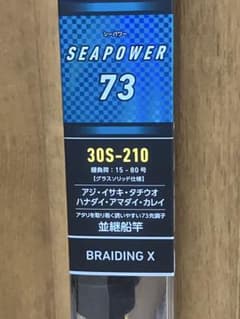 シーパワー
SEAPOWER
73
30S-210
錘負荷：15-80号
【グラスソリッド仕様】
アジ・イサキ・タチウオ
ハナダイ・アマダイ・カレイ
アタリを取り易く誘いやすい73先調子
並継船竿
BRAIDING X